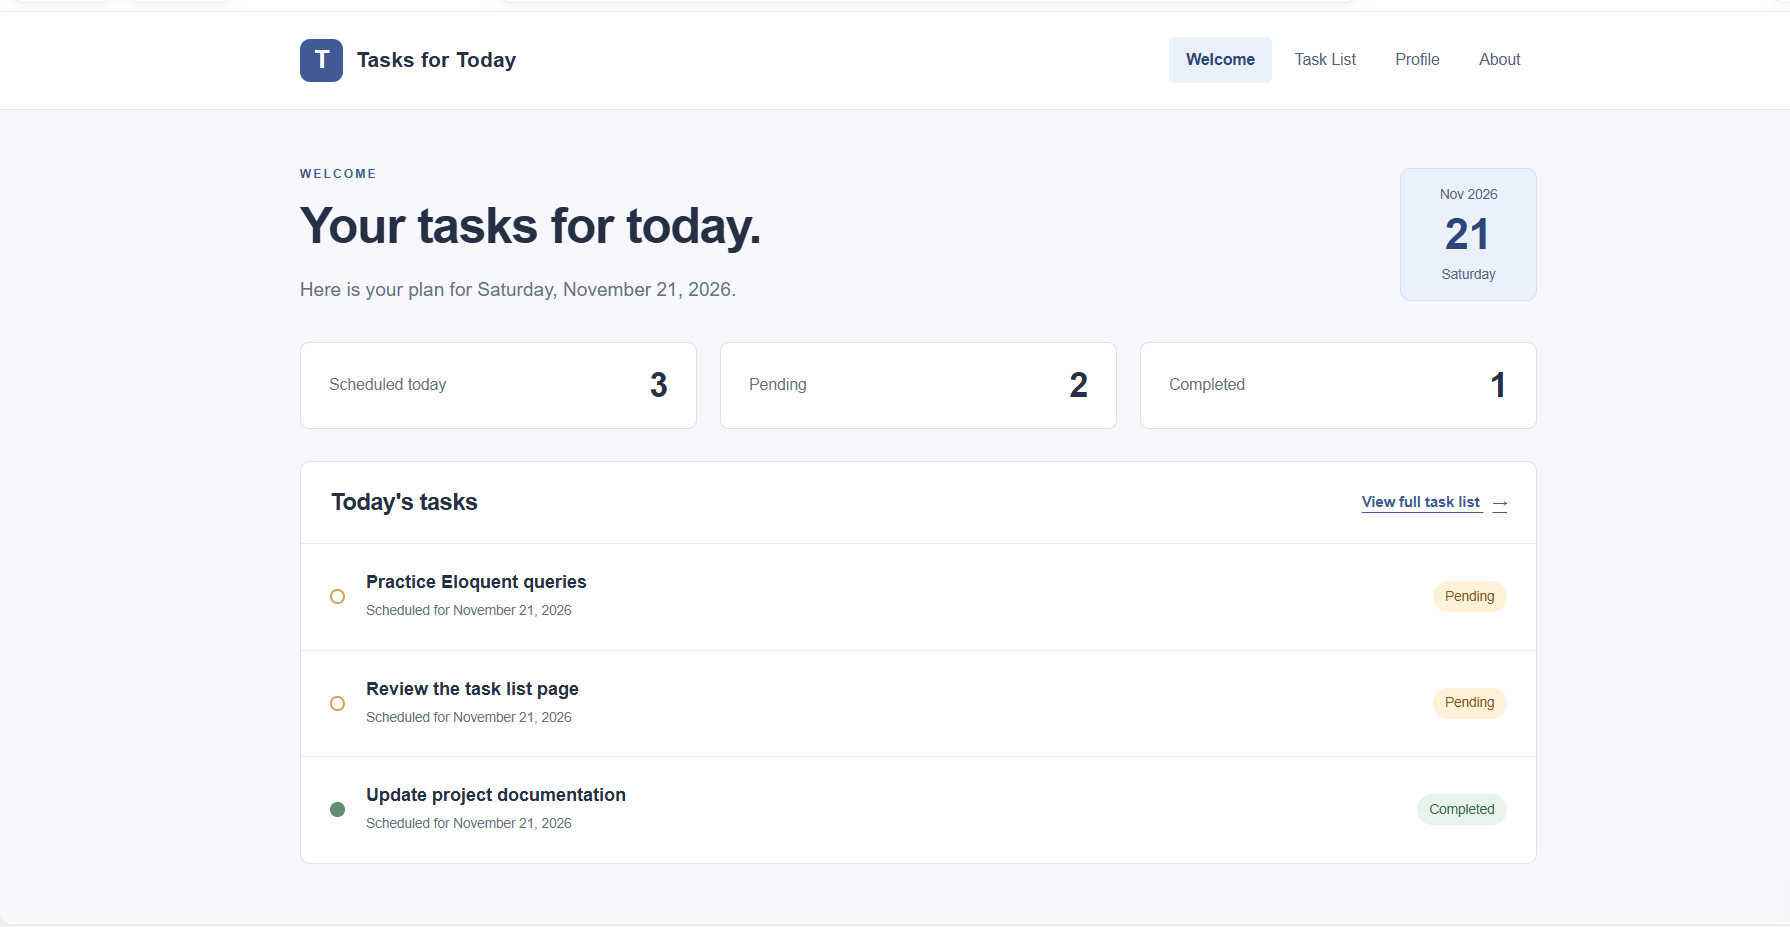 T
Tasks for Today
Welcome
Task List
Profile
About
WELCOME
Your tasks for today.
Here is your plan for Saturday, November 21, 2026.
Nov 2026
21
Saturday
Scheduled today
3
Pending
2
Completed
1
Today's tasks
View full task list →
Practice Eloquent queries
Scheduled for November 21, 2026
Pending
Review the task list page
Scheduled for November 21, 2026
Pending
Update project documentation
Scheduled for November 21, 2026
Completed